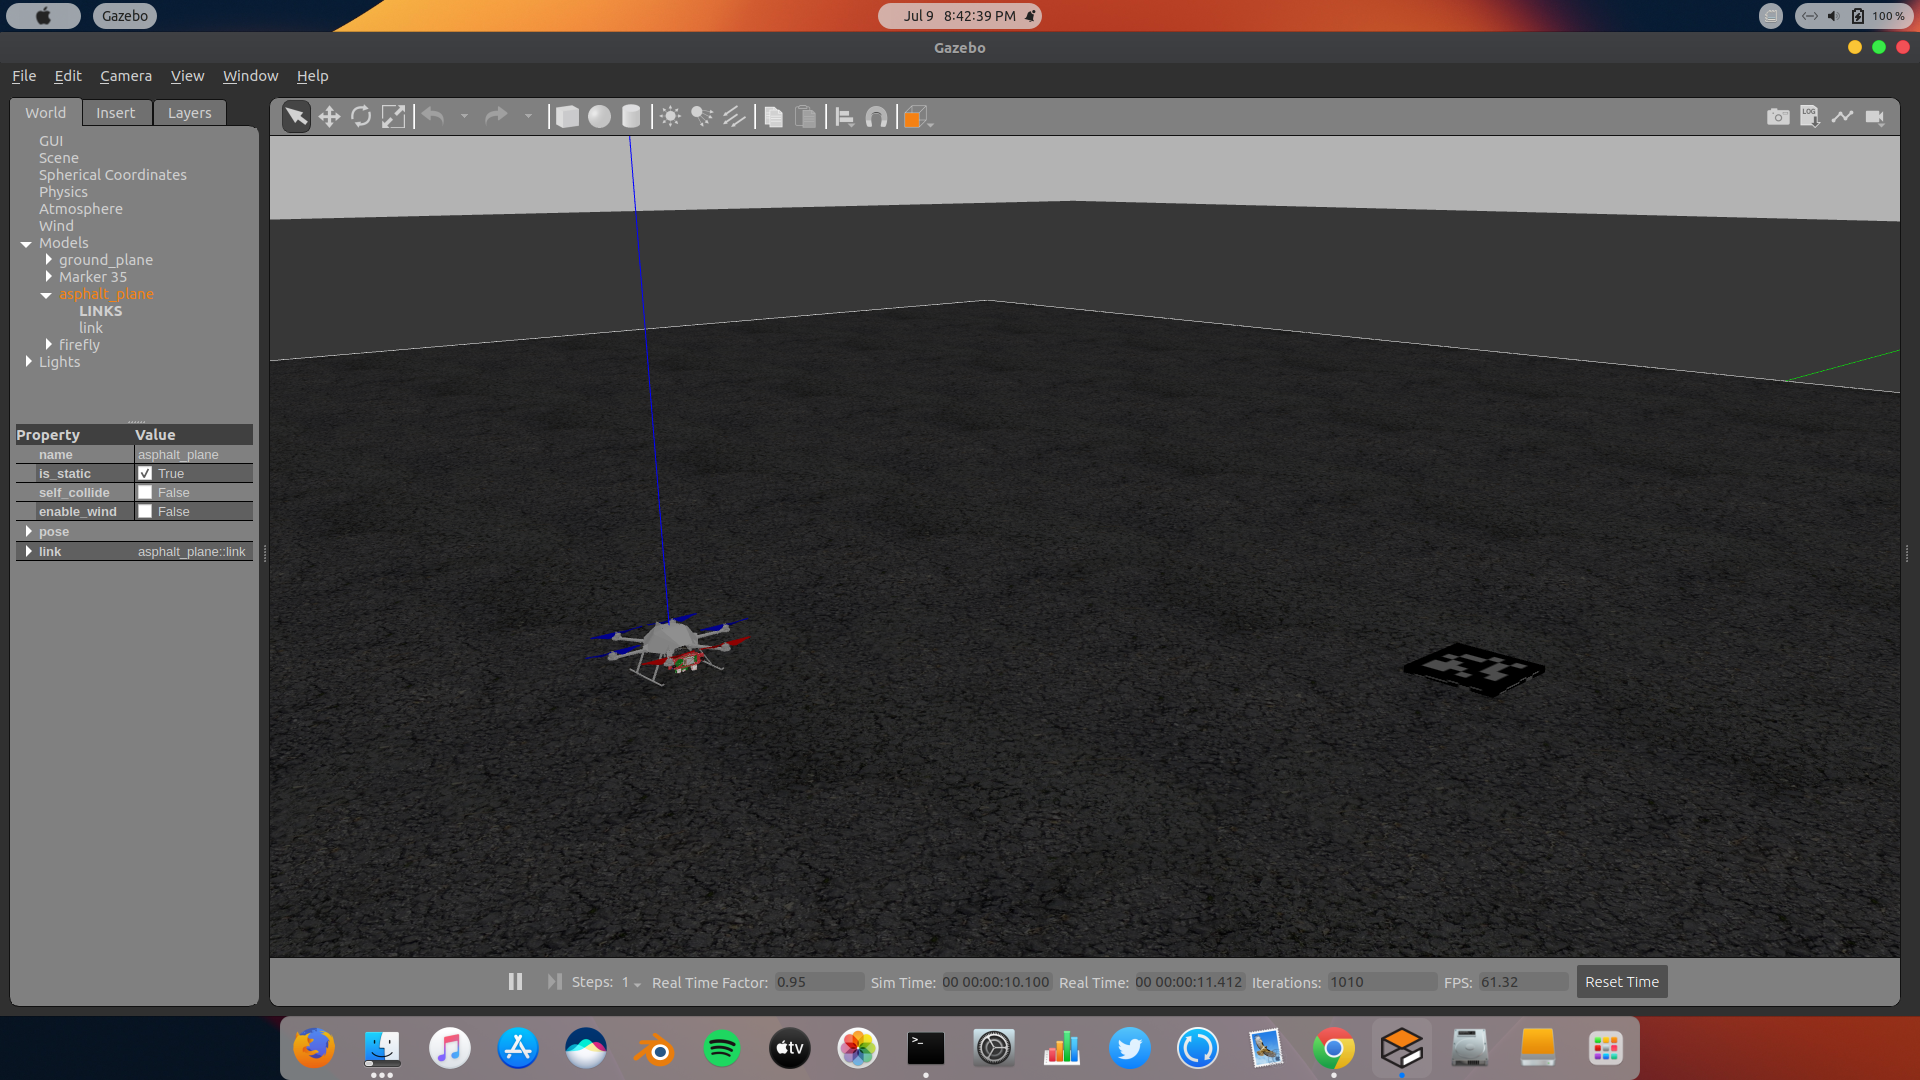 Gazebo
Jul 9 8:42:39 PM
100 %
Gazebo
File Edit Camera View Window Help
World Insert Layers
LOG
GUI
Scene
Spherical Coordinates
Physics
Atmosphere
Wind
Models
ground_plane
Marker 35
asphalt_plane
LINKS
link
firefly
Lights
Property Value
name asphalt_plane
is_static True
self_collide False
enable_wind False
pose
link asphalt_plane::link
Steps: 1 Real Time Factor: 0.95 Sim Time: 00 00:00:10.100 Real Time: 00 00:00:11.412 Iterations: 1010 FPS: 61.32 Reset Time
>_
tv